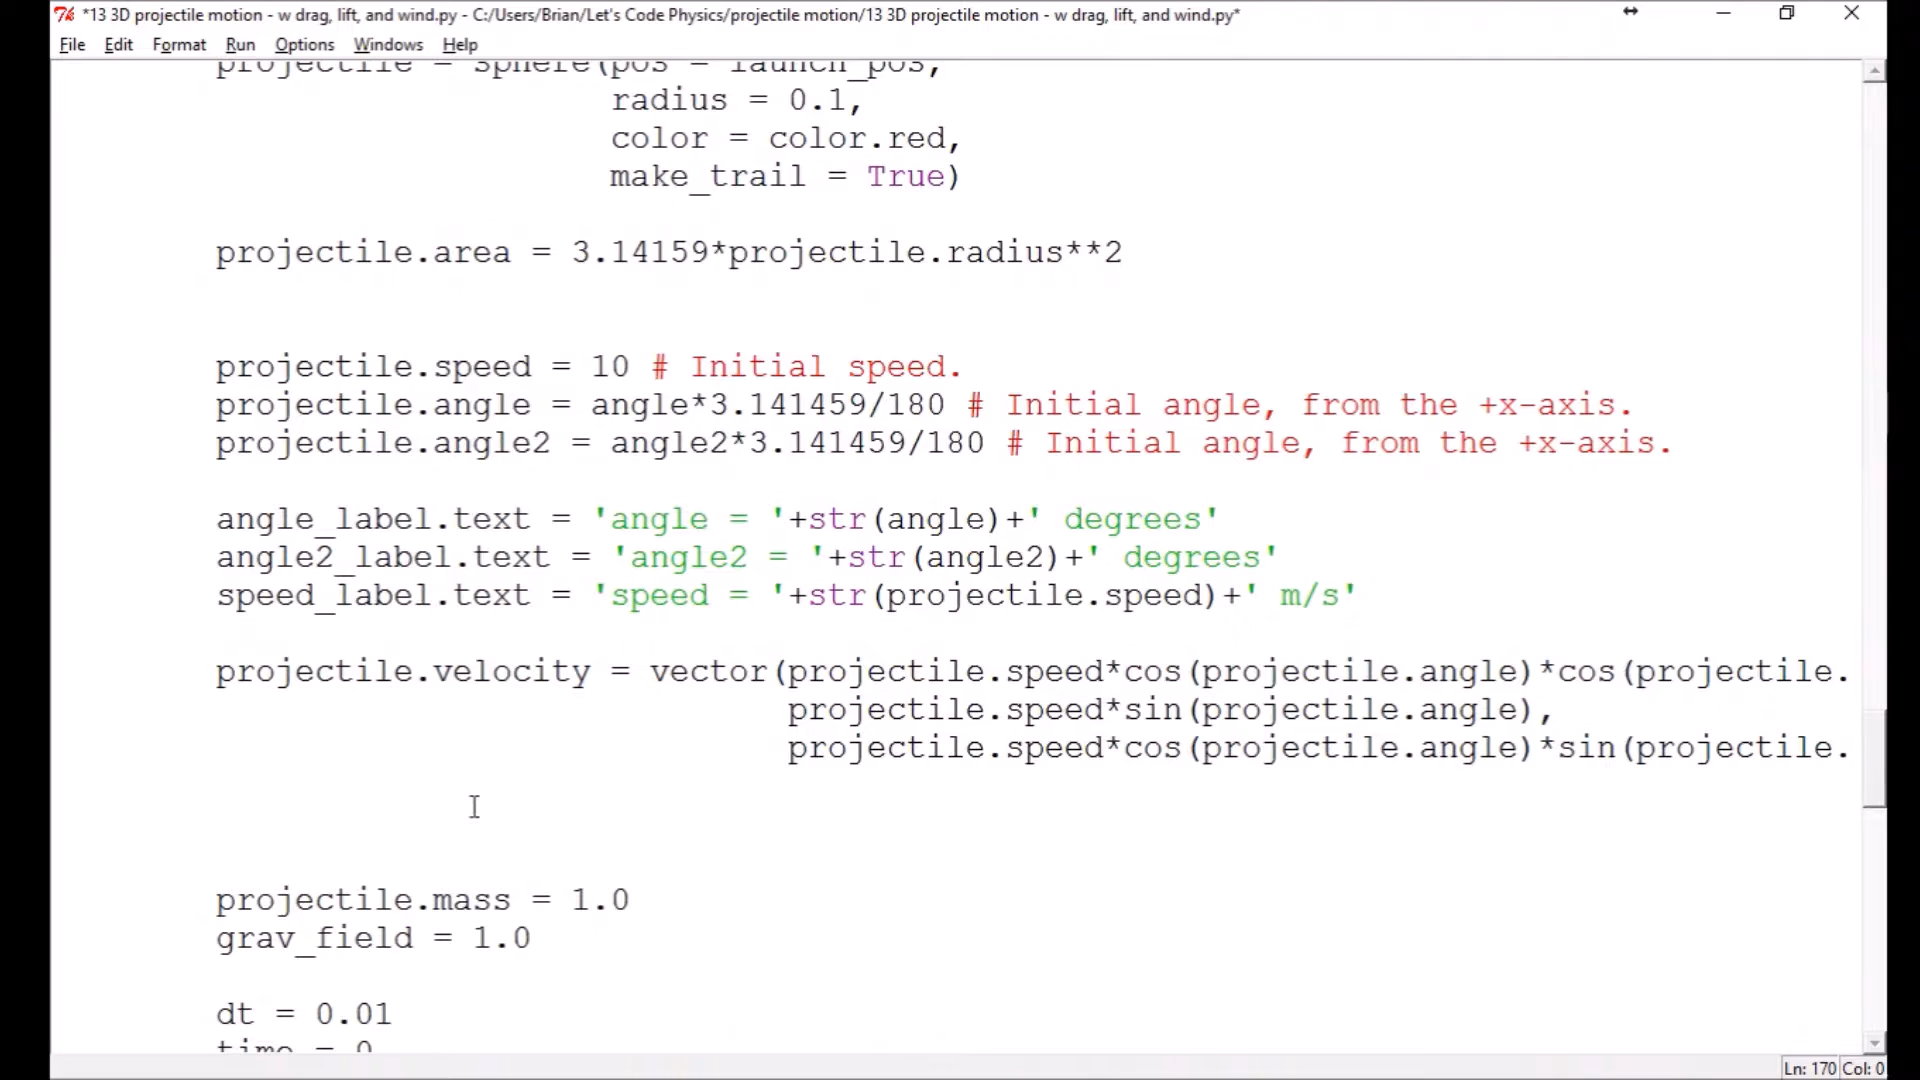 *13 3D projectile motion - w drag, lift, and wind.py - C:/Users/Brian/Let's Code Physics/projectile motion/13 3D projectile motion - w drag, lift, and wind.py*
File Edit Format Run Options Windows Help
projectile = sphere(pos = launch_pos,
radius = 0.1,
color = color.red,
make_trail = True)
projectile.area = 3.14159*projectile.radius**2
projectile.speed = 10 # Initial speed.
projectile.angle = angle*3.141459/180 # Initial angle, from the +x-axis.
projectile.angle2 = angle2*3.141459/180 # Initial angle, from the +x-axis.
angle_label.text = 'angle = '+str(angle)+' degrees'
angle2_label.text = 'angle2 = '+str(angle2)+' degrees'
speed_label.text = 'speed = '+str(projectile.speed)+' m/s'
projectile.velocity = vector(projectile.speed*cos(projectile.angle)*cos(projectile.
projectile.speed*sin(projectile.angle),
projectile.speed*cos(projectile.angle)*sin(projectile.
projectile.mass = 1.0
grav_field = 1.0
dt = 0.01
time = 0
Ln: 170 Col: 0